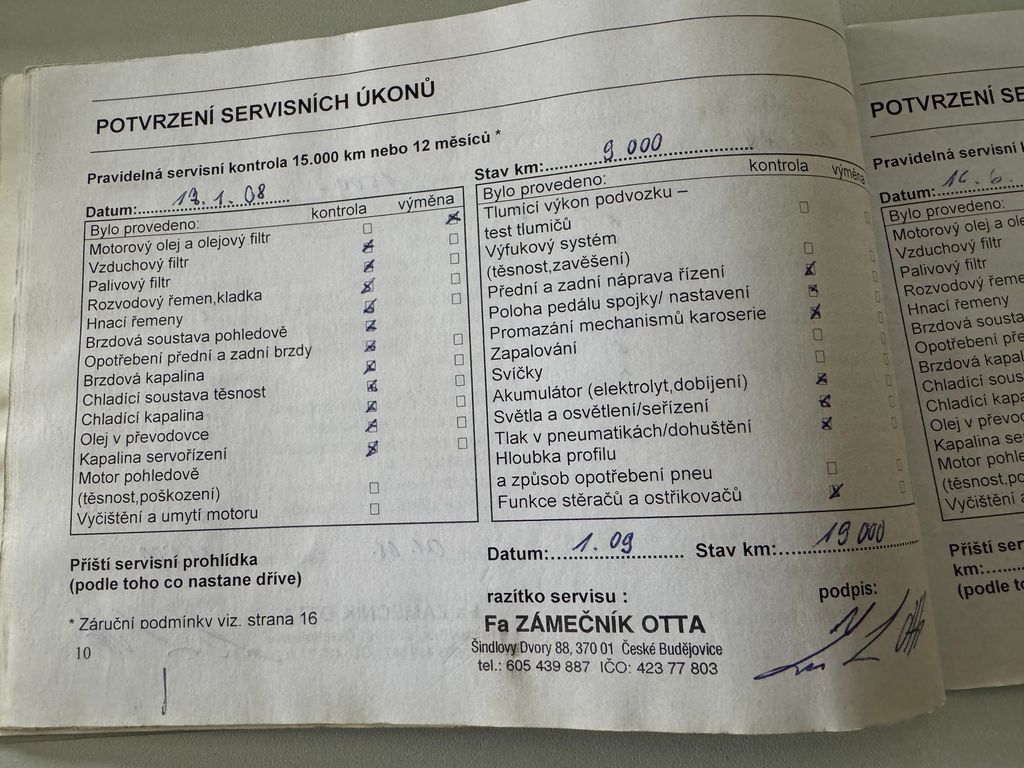 POTVRZENÍ SERVISNÍCH ÚKONŮ
Pravidelná servisní kontrola 15.000 km nebo 12 měsíců *
Datum:..... 1. 08
kontrola výměna
Bylo provedeno:
Motorový olej a olejový filtr
Vzduchový filtr
Palivový filtr
Rozvodový řemen,kladka
Hnací řemeny
Brzdová soustava pohledově
Opotřebení přední a zadní brzdy
Brzdová kapalina
Chladící soustava těsnost
Chladící kapalina
Olej v převodovce
Kapalina servořízení
Motor pohledově
(těsnost,poškození)
Vyčištění a umytí motoru
Stav km:..... 9 000
Bylo provedeno: kontrola výměna
Tlumící výkon podvozku –
test tlumičů
Výfukový systém
(těsnost,zavěšení)
Přední a zadní náprava řízení
Poloha pedálu spojky/ nastavení
Promazání mechanismů karoserie
Zapalování
Svíčky
Akumulátor (elektrolyt,dobíjení)
Světla a osvětlení/seřízení
Tlak v pneumatikách/dohuštění
Hloubka profilu
a způsob opotřebení pneu
Funkce stěračů a ostřikovačů
Příští servisní prohlídka
(podle toho co nastane dříve)
Datum:..... 1. 09 ..... Stav km:..... 19 000
* Záruční podmínky viz. strana 16
10
razítko servisu :
podpis:
Fa ZÁMEČNÍK OTTA
Šindlovy Dvory 88, 370 01 České Budějovice
tel.: 605 439 887 IČO: 423 77 803
POTVRZENÍ SE
Pravidelná servisní k
Datum:..... 6.
Bylo provedeno:
Motorový olej a ole
Vzduchový filtr
Palivový filtr
Rozvodový řeme
Hnací řemeny
Brzdová sousta
Opotřebení pře
Brzdová kapal
Chladící sous
Chladící kapa
Olej v převo
Kapalina se
Motor pohle
(těsnost,po
Vyčištění a
Příští ser
km:.....
(podle to